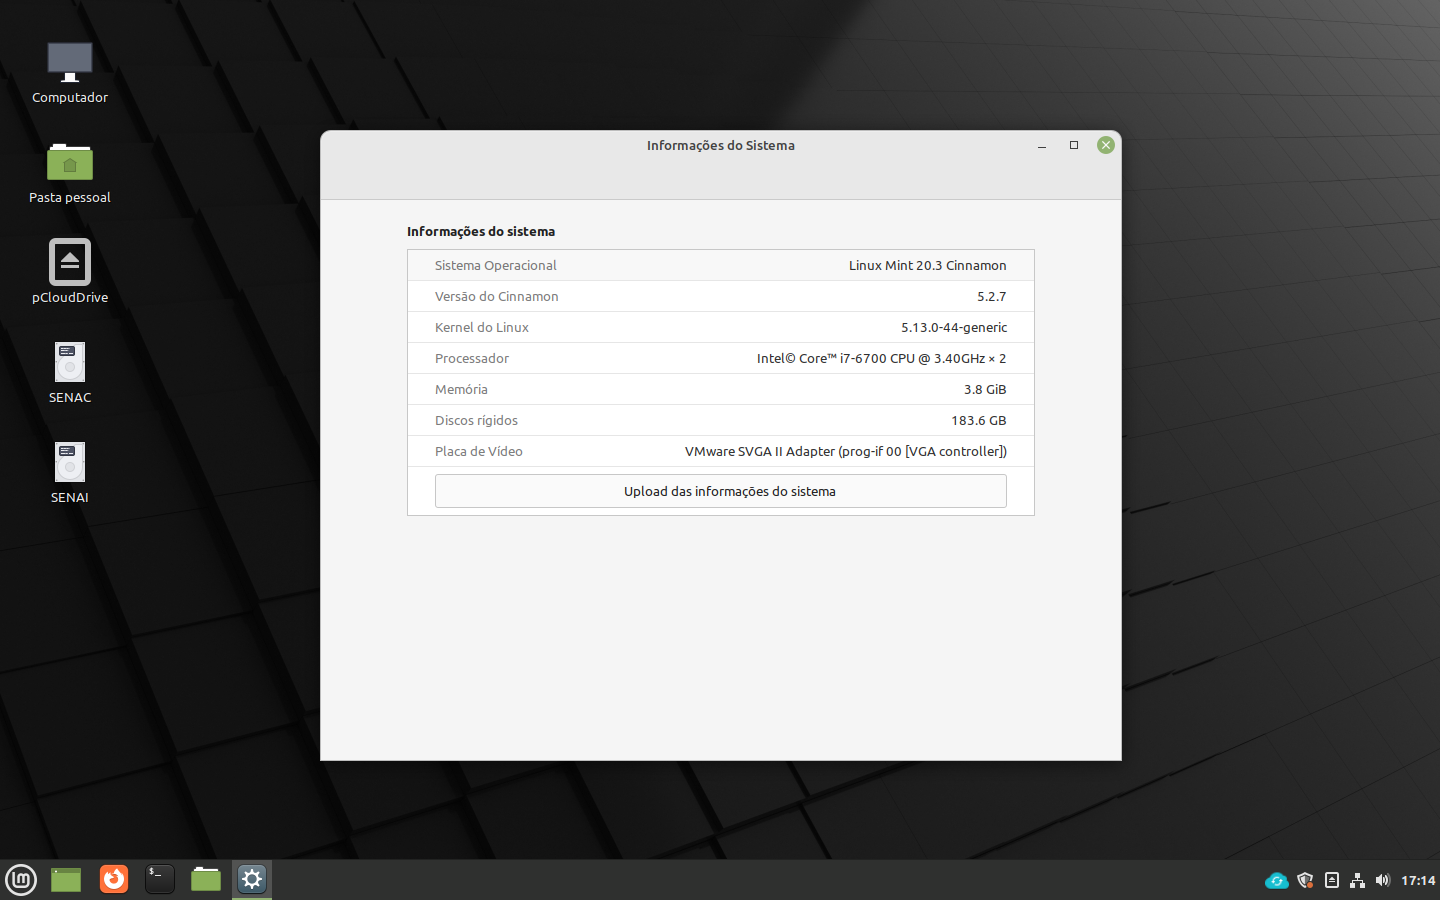 Computador
Pasta pessoal
pCloudDrive
SENAC
SENAI
Informações do Sistema
Informações do sistema
Sistema Operacional Linux Mint 20.3 Cinnamon
Versão do Cinnamon 5.2.7
Kernel do Linux 5.13.0-44-generic
Processador Intel© Core™ i7-6700 CPU @ 3.40GHz × 2
Memória 3.8 GiB
Discos rígidos 183.6 GB
Placa de Vídeo VMware SVGA II Adapter (prog-if 00 [VGA controller])
Upload das informações do sistema
$_
17:14